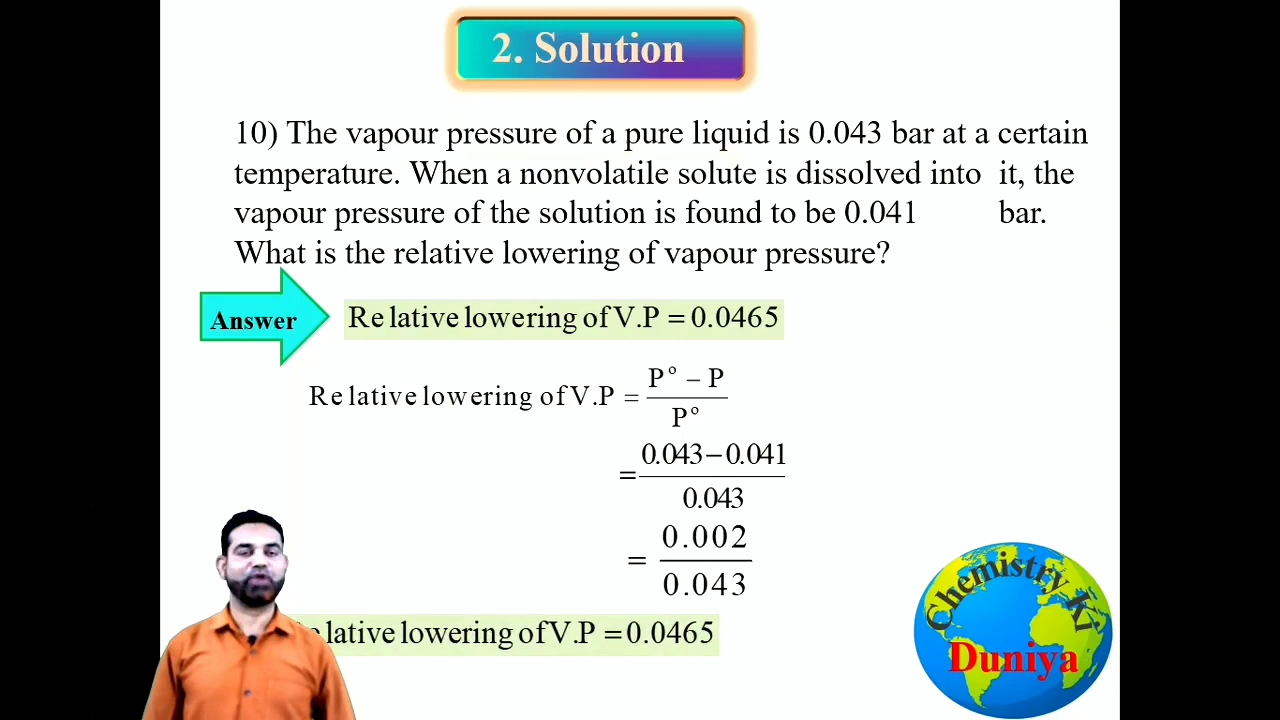 2. Solution
10) The vapour pressure of a pure liquid is 0.043 bar at a certain
temperature. When a nonvolatile solute is dissolved into it, the
vapour pressure of the solution is found to be 0.041 bar.
What is the relative lowering of vapour pressure?
Answer
Re lative lowering of V.P = 0.0465
Re lative lowering of V.P = P° – P / P°
= 0.043 – 0.041 / 0.043
= 0.002 / 0.043
lative lowering of V.P = 0.0465
Chemistry Ki
Duniya